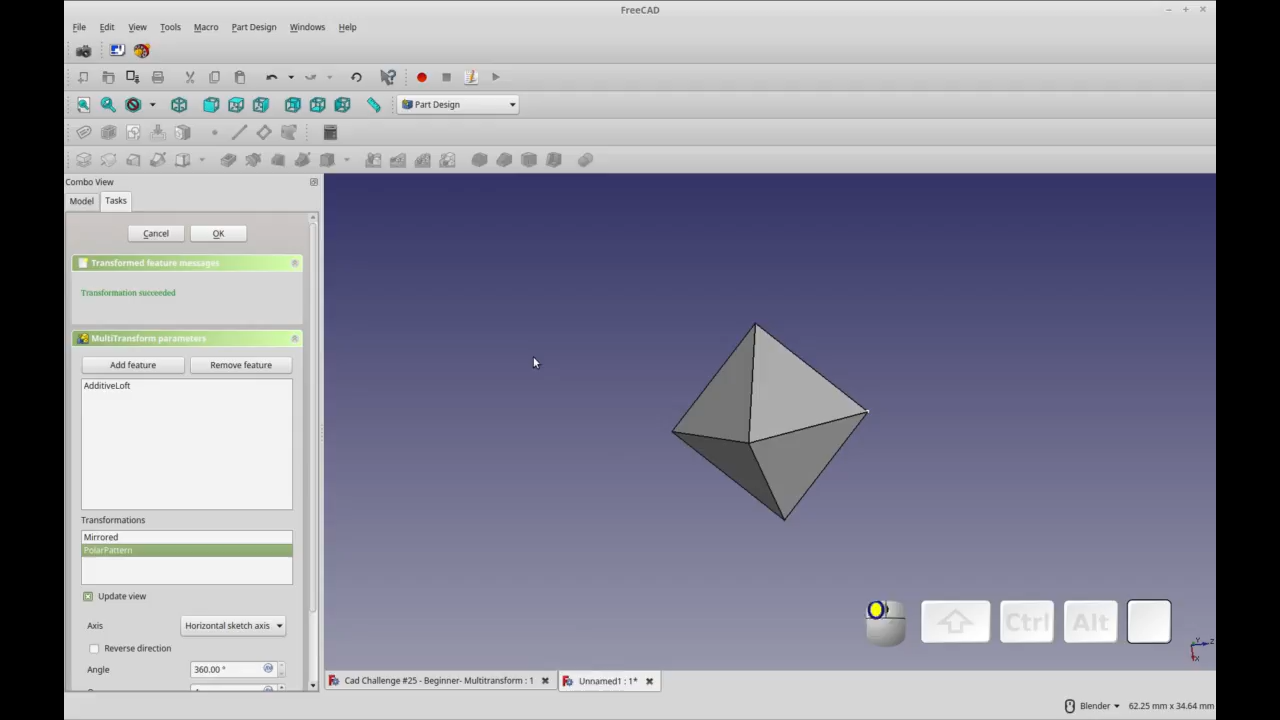 FreeCAD
File Edit View Tools Macro Part Design Windows Help
Part Design
Combo View
Model Tasks
Cancel OK
Transformed feature messages
Transformation succeeded
MultiTransform parameters
Add feature Remove feature
AdditiveLoft
Transformations
Mirrored
PolarPattern
Update view
Axis Horizontal sketch axis
Reverse direction
Angle 360.00 °
Ctrl Alt
Cad Challenge #25 - Beginner- Multitransform : 1
Unnamed1 : 1*
Blender 62.25 mm x 34.64 mm